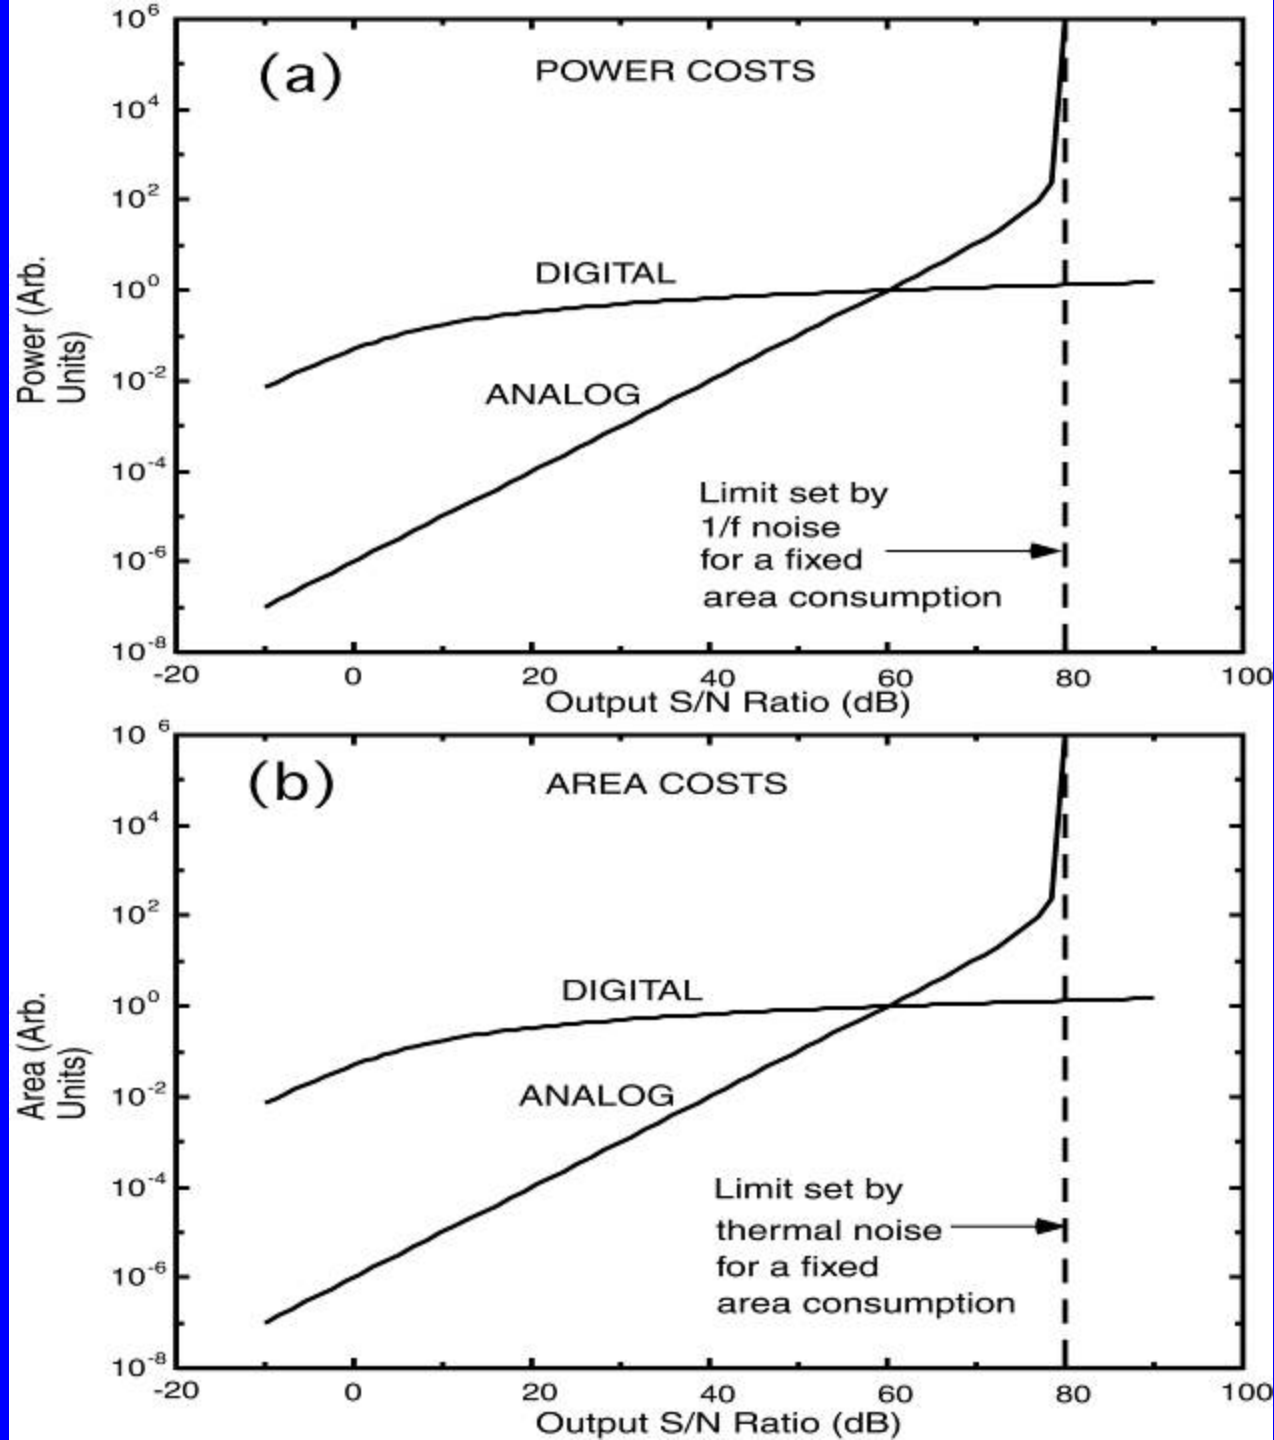 10^6
(a)
POWER COSTS
10^4
10^2
DIGITAL
10^0
Power (Arb.
Units)
10^-2
ANALOG
10^-4
Limit set by
1/f noise
for a fixed
area consumption
10^-6
10^-8
-20 0 20 40 60 80 100
Output S/N Ratio (dB)
10^6
(b)
AREA COSTS
10^4
10^2
DIGITAL
10^0
Area (Arb.
Units)
10^-2
ANALOG
10^-4
Limit set by
thermal noise
for a fixed
area consumption
10^-6
10^-8
-20 0 20 40 60 80 100
Output S/N Ratio (dB)